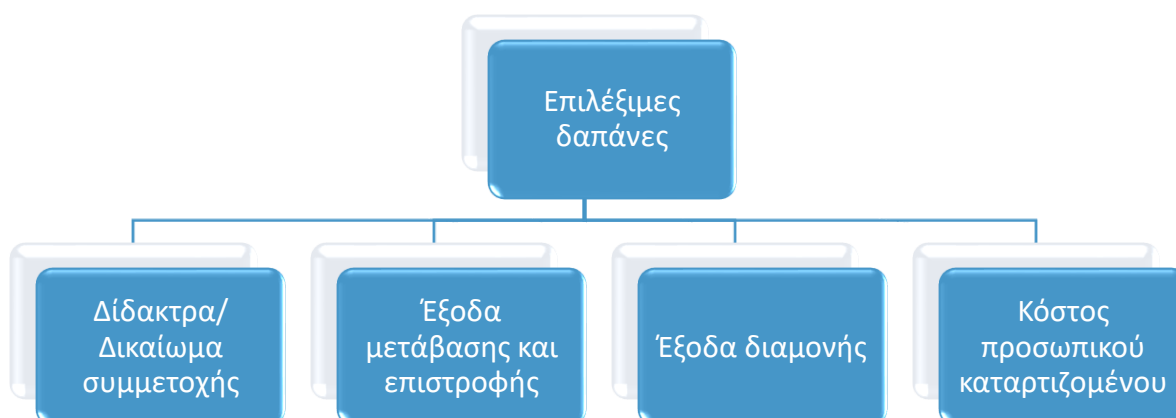 Επιλέξιμες
δαπάνες
Δίδακτρα/
Δικαίωμα
συμμετοχής
Έξοδα
μετάβασης και
επιστροφής
Έξοδα διαμονής
Κόστος
προσωπικού
καταρτιζομένου